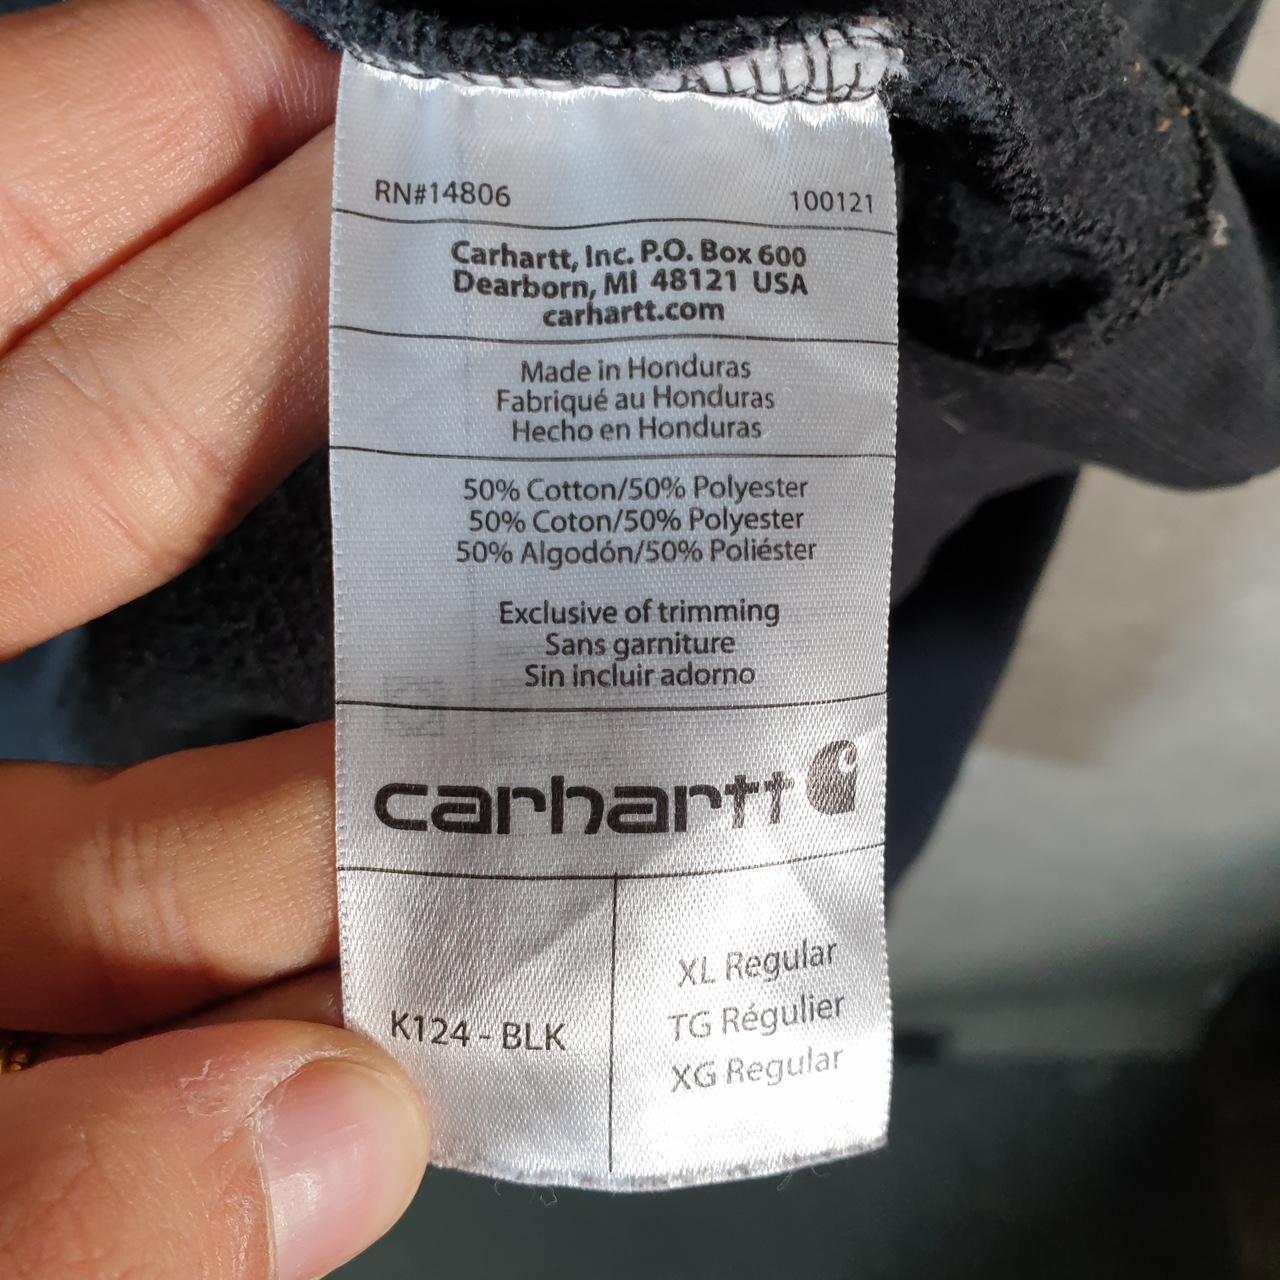 RN#14806 100121
Carhartt, Inc. P.O. Box 600
Dearborn, MI 48121 USA
carhartt.com
Made in Honduras
Fabriqué au Honduras
Hecho en Honduras
50% Cotton/50% Polyester
50% Coton/50% Polyester
50% Algodón/50% Poliéster
Exclusive of trimming
Sans garniture
Sin incluir adorno
carhartt
K124 - BLK
XL Regular
TG Régulier
XG Regular